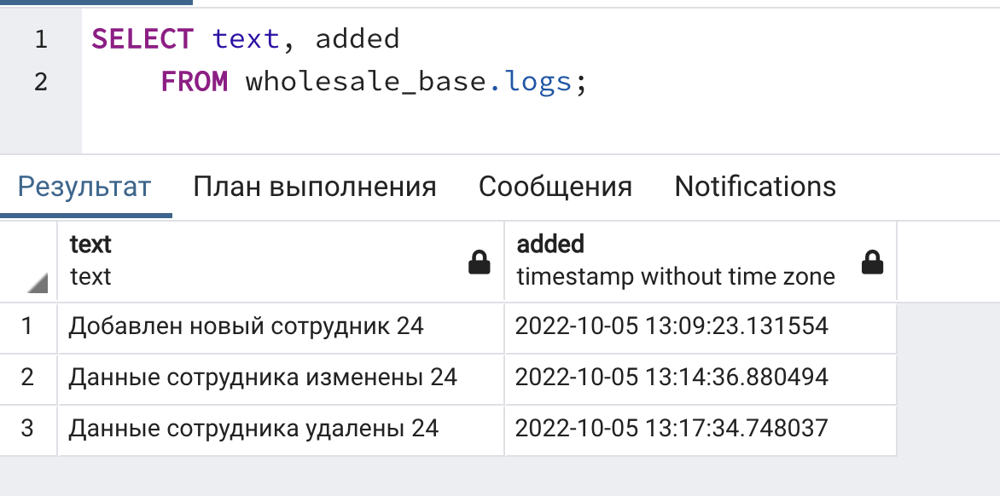 1 SELECT text, added
2 FROM wholesale_base.logs;
Результат План выполнения Сообщения Notifications
text added
text timestamp without time zone
1 Добавлен новый сотрудник 24 2022-10-05 13:09:23.131554
2 Данные сотрудника изменены 24 2022-10-05 13:14:36.880494
3 Данные сотрудника удалены 24 2022-10-05 13:17:34.748037